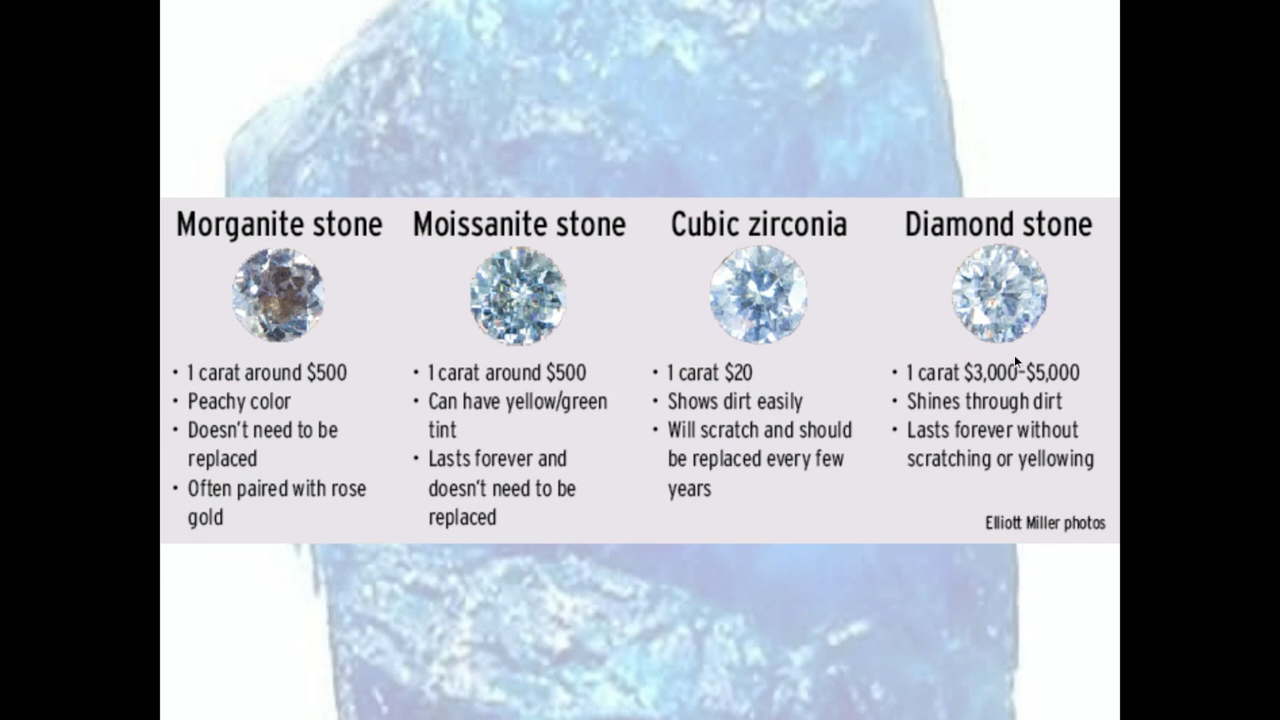 Morganite stone
• 1 carat around $500
• Peachy color
• Doesn't need to be
replaced
• Often paired with rose
gold
Moissanite stone
• 1 carat around $500
• Can have yellow/green
tint
• Lasts forever and
doesn't need to be
replaced
Cubic zirconia
• 1 carat $20
• Shows dirt easily
• Will scratch and should
be replaced every few
years
Diamond stone
• 1 carat $3,000-$5,000
• Shines through dirt
• Lasts forever without
scratching or yellowing
Elliott Miller photos